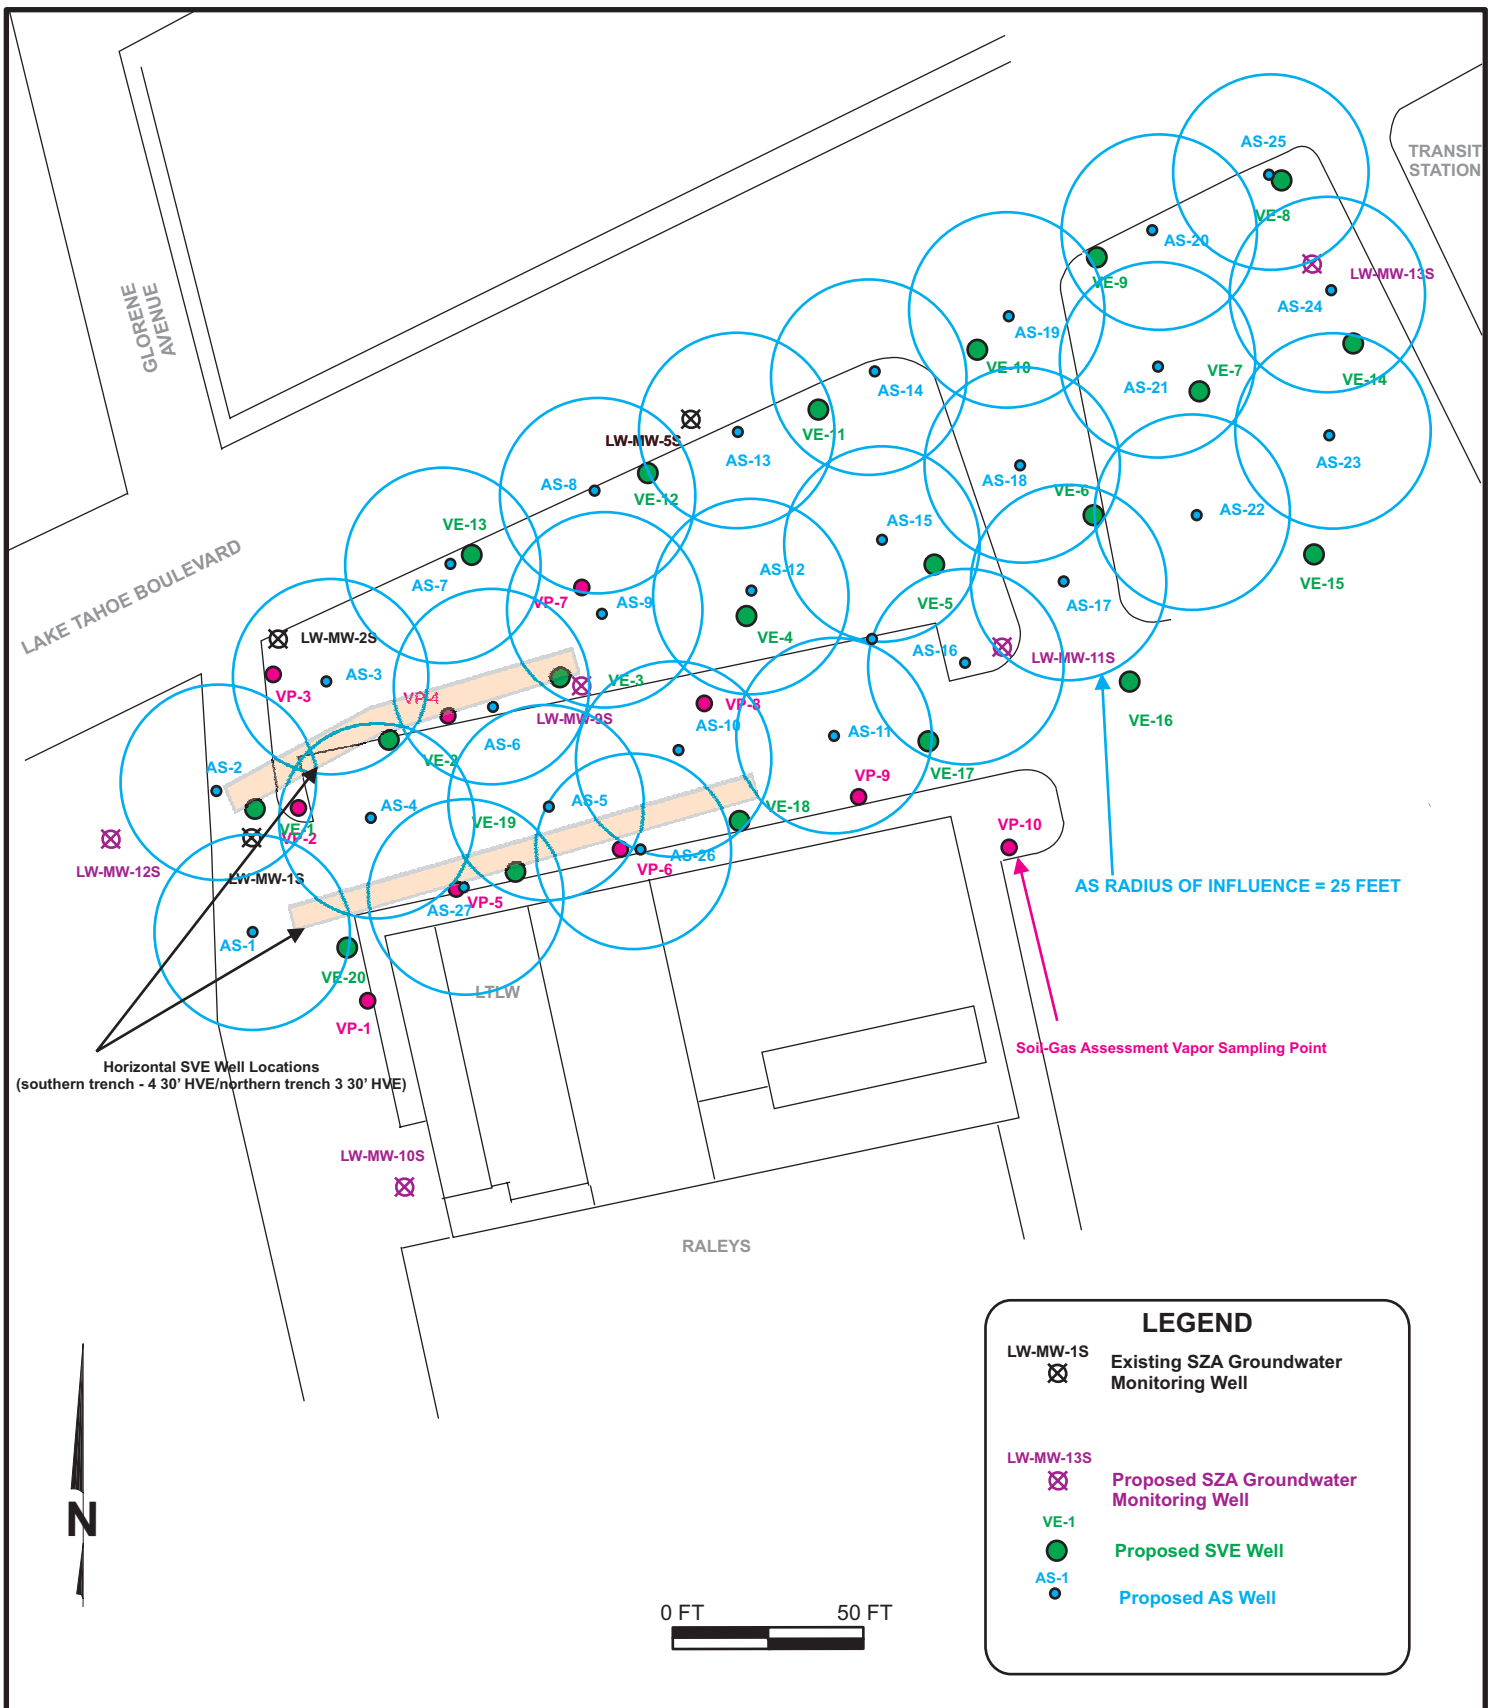 AS-25
TRANSIT
STATION
VE-8
AS-20
LW-MW-13S
VE-9
AS-24
GLORENE
AVENUE
AS-19
VE-10
VE-7
VE-14
AS-21
AS-14
VE-11
LW-MW-5S
AS-13
AS-23
AS-18
VE-6
AS-8
VE-12
AS-22
AS-15
VE-13
LAKE TAHOE BOULEVARD
AS-7
AS-12
VE-15
VP-7
AS-9
VE-5
AS-17
VE-4
LW-MW-2S
AS-16
LW-MW-11S
AS-3
VE-3
VP-3
VP-4
VP-8
LW-MW-9S
VE-16
AS-6
AS-10
AS-11
VE-2
AS-2
VE-17
VP-9
AS-4
AS-5
VE-18
VE-19
VE-1
VP-2
VP-10
AS-26
LW-MW-12S
LW-MW-1S
VP-6
AS RADIUS OF INFLUENCE = 25 FEET
VP-5
AS-27
AS-1
VE-20
LTLW
VP-1
Soil-Gas Assessment Vapor Sampling Point
Horizontal SVE Well Locations
(southern trench - 4 30' HVE/northern trench 3 30' HVE)
LW-MW-10S
RALEYS
LEGEND
LW-MW-1S
Existing SZA Groundwater
Monitoring Well
LW-MW-13S
Proposed SZA Groundwater
Monitoring Well
VE-1
Proposed SVE Well
AS-1
Proposed AS Well
N
0 FT 50 FT